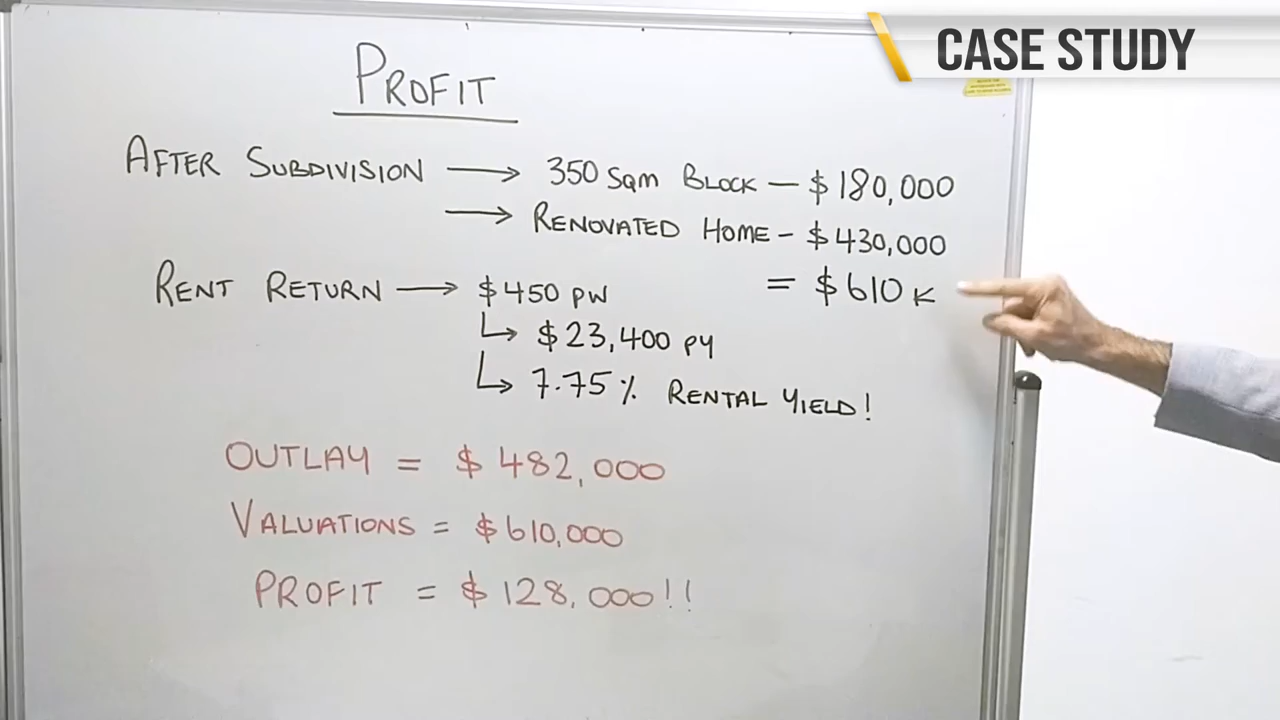 CASE STUDY
PROFIT
AFTER SUBDIVISION → 350 SQM BLOCK – $180,000
→ RENOVATED HOME – $430,000
= $610K
RENT RETURN → $450 PW
↳ $23,400 PY
↳ 7.75% RENTAL YIELD!
OUTLAY = $482,000
VALUATIONS = $610,000
PROFIT = $128,000!!